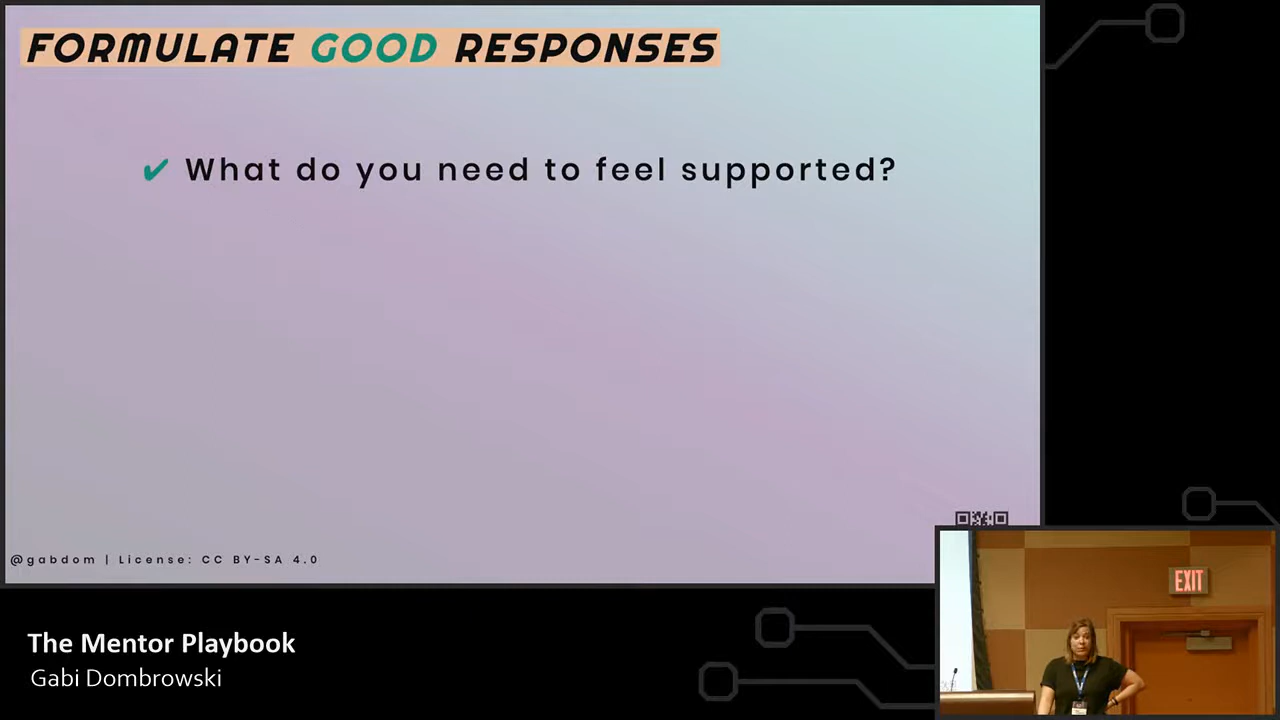 FORMULATE GOOD RESPONSES
✔ What do you need to feel supported?
@gabdom | License: CC BY-SA 4.0
EXIT
The Mentor Playbook
Gabi Dombrowski